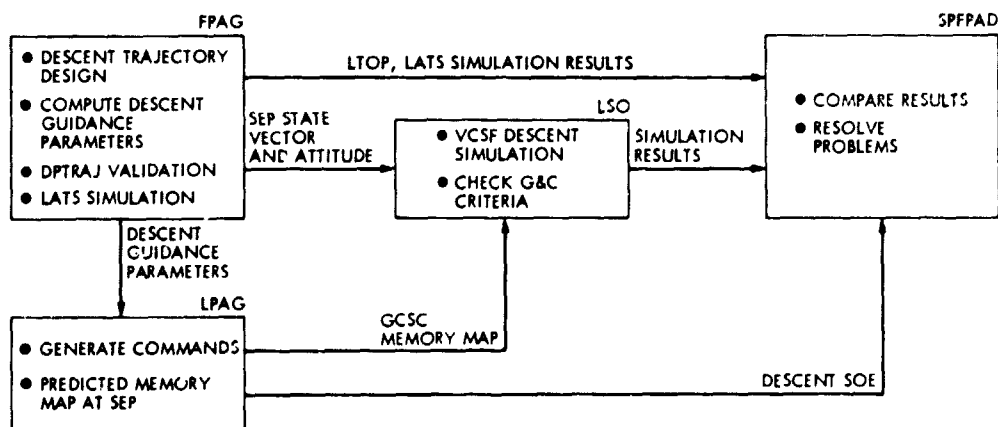 FPAG
● DESCENT TRAJECTORY
DESIGN
● COMPUTE DESCENT
GUIDANCE
PARAMETERS
● DPTRAJ VALIDATION
● LATS SIMULATION
LTOP, LATS SIMULATION RESULTS
SEP STATE
VECTOR
AND ATTITUDE
LSO
● VCSF DESCENT
SIMULATION
● CHECK G&C
CRITERIA
SIMULATION
RESULTS
SPFPAD
● COMPARE RESULTS
● RESOLVE
PROBLEMS
DESCENT
GUIDANCE
PARAMETERS
LPAG
● GENERATE COMMANDS
● PREDICTED MEMORY
MAP AT SEP
GCSC
MEMORY MAP
DESCENT SOE